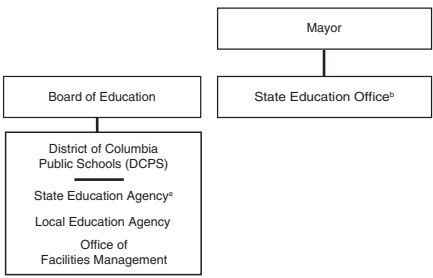 Mayor
Board of Education
State Education Officeᵇ
District of Columbia
Public Schools (DCPS)
State Education Agencyᵃ
Local Education Agency
Office of
Facilities Management